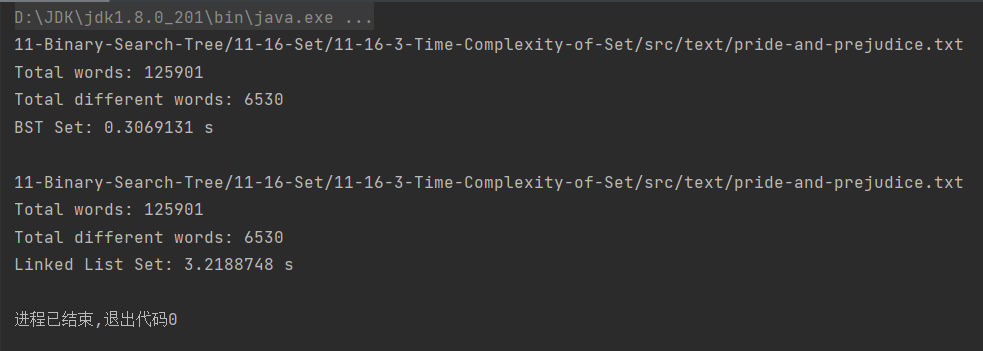 D:\JDK\jdk1.8.0_201\bin\java.exe ...
11-Binary-Search-Tree/11-16-Set/11-16-3-Time-Complexity-of-Set/src/text/pride-and-prejudice.txt
Total words: 125901
Total different words: 6530
BST Set: 0.3069131 s
11-Binary-Search-Tree/11-16-Set/11-16-3-Time-Complexity-of-Set/src/text/pride-and-prejudice.txt
Total words: 125901
Total different words: 6530
Linked List Set: 3.2188748 s
进程已结束,退出代码0